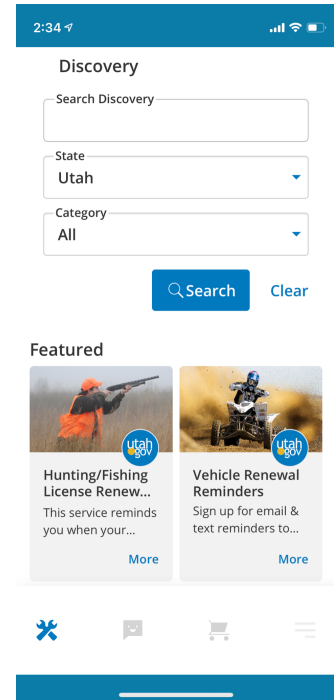 2:34
Discovery
Search Discovery
State
Utah
Category
All
Search
Clear
Featured
utah
gov
Hunting/Fishing
License Renew...
This service reminds
you when your...
More
utah
gov
Vehicle Renewal
Reminders
Sign up for email &
text reminders to...
More